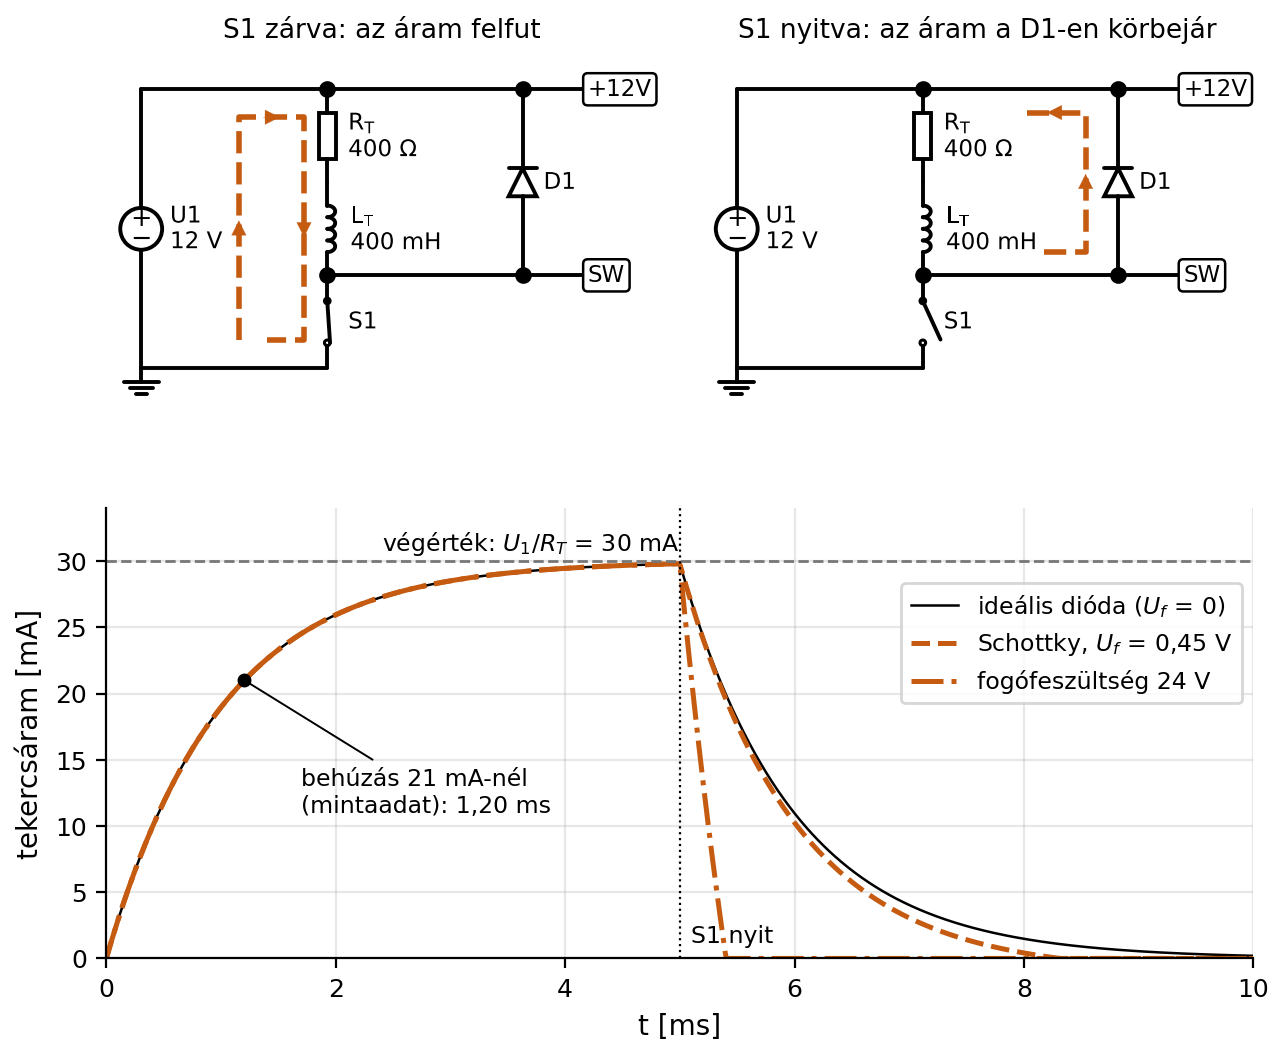 S1 zárva: az áram felfut
S1 nyitva: az áram a D1-en körbejár
+12V
R_T
400 Ω
D1
U1
12 V
L_T
400 mH
SW
S1
+12V
R_T
400 Ω
D1
U1
12 V
L_T
400 mH
SW
S1
végérték: U_1/R_T = 30 mA
ideális dióda (U_f = 0)
Schottky, U_f = 0,45 V
fogófeszültség 24 V
behúzás 21 mA-nél
(mintaadat): 1,20 ms
S1 nyit
tekercsáram [mA]
30
25
20
15
10
5
0
0
2
4
6
8
10
t [ms]